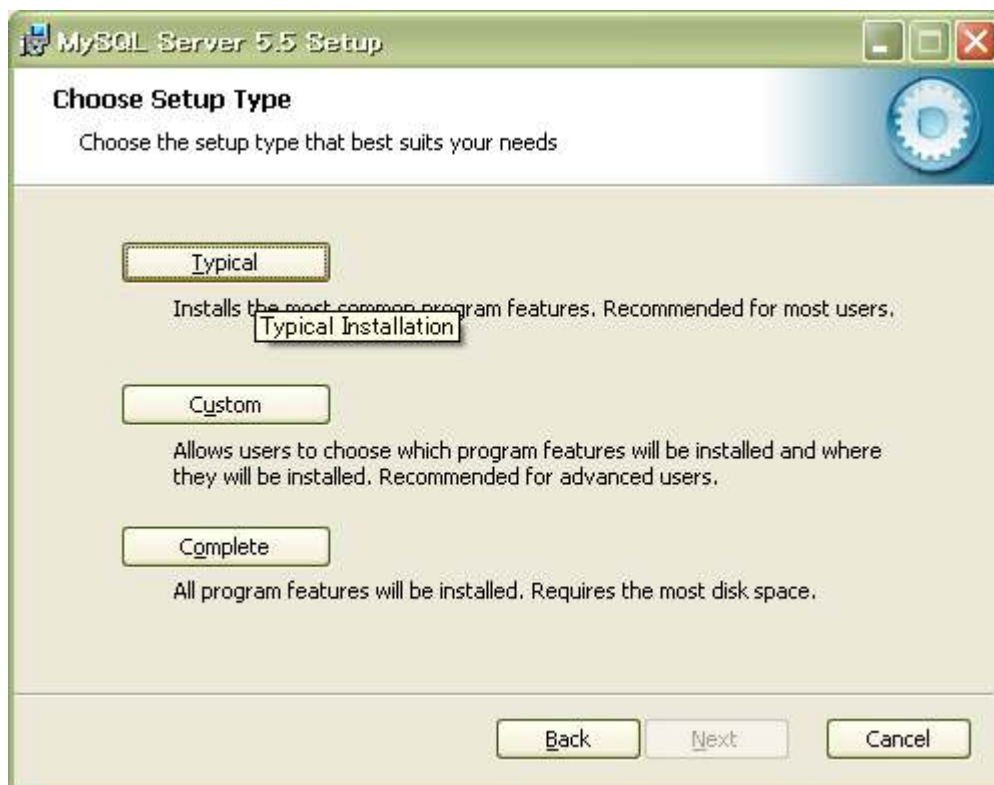 MySQL Server 5.5 Setup
Choose Setup Type
Choose the setup type that best suits your needs
Typical
Installs the most common program features. Recommended for most users.
Typical Installation
Custom
Allows users to choose which program features will be installed and where
they will be installed. Recommended for advanced users.
Complete
All program features will be installed. Requires the most disk space.
Back
Next
Cancel